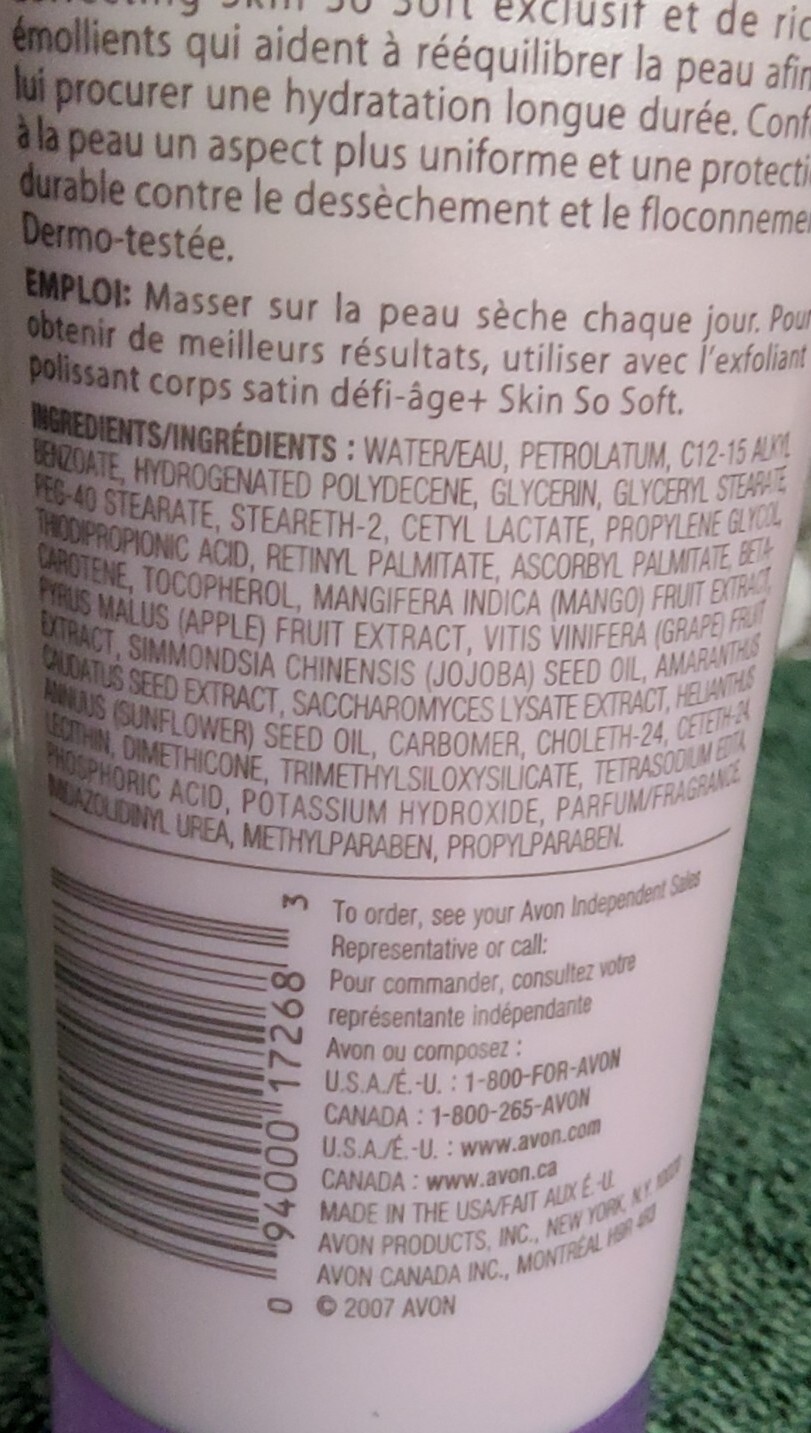 Skin So Soft exclusif et de
émollients qui aident à rééquilibrer la peau afin
lui procurer une hydratation longue durée.
à la peau un aspect plus uniforme et une
durable contre le dessèchement et le
Dermo-testée.
EMPLOI: Masser sur la peau sèche chaque jour. Pour
obtenir de meilleurs résultats, utiliser avec l'exfoliant
polissant corps satin défi-âge+ Skin So Soft.
INGREDIENTS/INGRÉDIENTS : WATER/EAU, PETROLATUM, C12-15 ALKYL
BENZOATE, HYDROGENATED POLYDECENE, GLYCERIN, GLYCERYL STEARATE,
PEG-40 STEARATE, STEARETH-2, CETYL LACTATE, PROPYLENE GLYCOL,
THIODIPROPIONIC ACID, RETINYL PALMITATE, ASCORBYL PALMITATE, BETA-
CAROTENE, TOCOPHEROL, MANGIFERA INDICA (MANGO) FRUIT EXTRACT,
PYRUS MALUS (APPLE) FRUIT EXTRACT, VITIS VINIFERA (GRAPE) FRUIT
EXTRACT, SIMMONDSIA CHINENSIS (JOJOBA) SEED OIL, AMARANTHUS
CAUDATUS SEED EXTRACT, SACCHAROMYCES LYSATE EXTRACT, HELIANTHUS
ANNUUS (SUNFLOWER) SEED OIL, CARBOMER, CHOLETH-24, CETETH-24,
LECITHIN, DIMETHICONE, TRIMETHYLSILOXYSILICATE, TETRASODIUM EDTA,
PHOSPHORIC ACID, POTASSIUM HYDROXIDE, PARFUM/FRAGRANCE,
IMIDAZOLIDINYL UREA, METHYLPARABEN, PROPYLPARABEN.
0 94000 17268 3
To order, see your Avon Independent Sales
Representative or call:
Pour commander, consultez votre
représentante indépendante
Avon ou composez :
U.S.A./É.-U. : 1-800-FOR-AVON
CANADA : 1-800-265-AVON
U.S.A./É.-U. : www.avon.com
CANADA : www.avon.ca
MADE IN THE USA/FAIT AUX É.-U.
AVON PRODUCTS, INC., NEW YORK, N.Y.
AVON CANADA INC., MONTRÉAL
© 2007 AVON